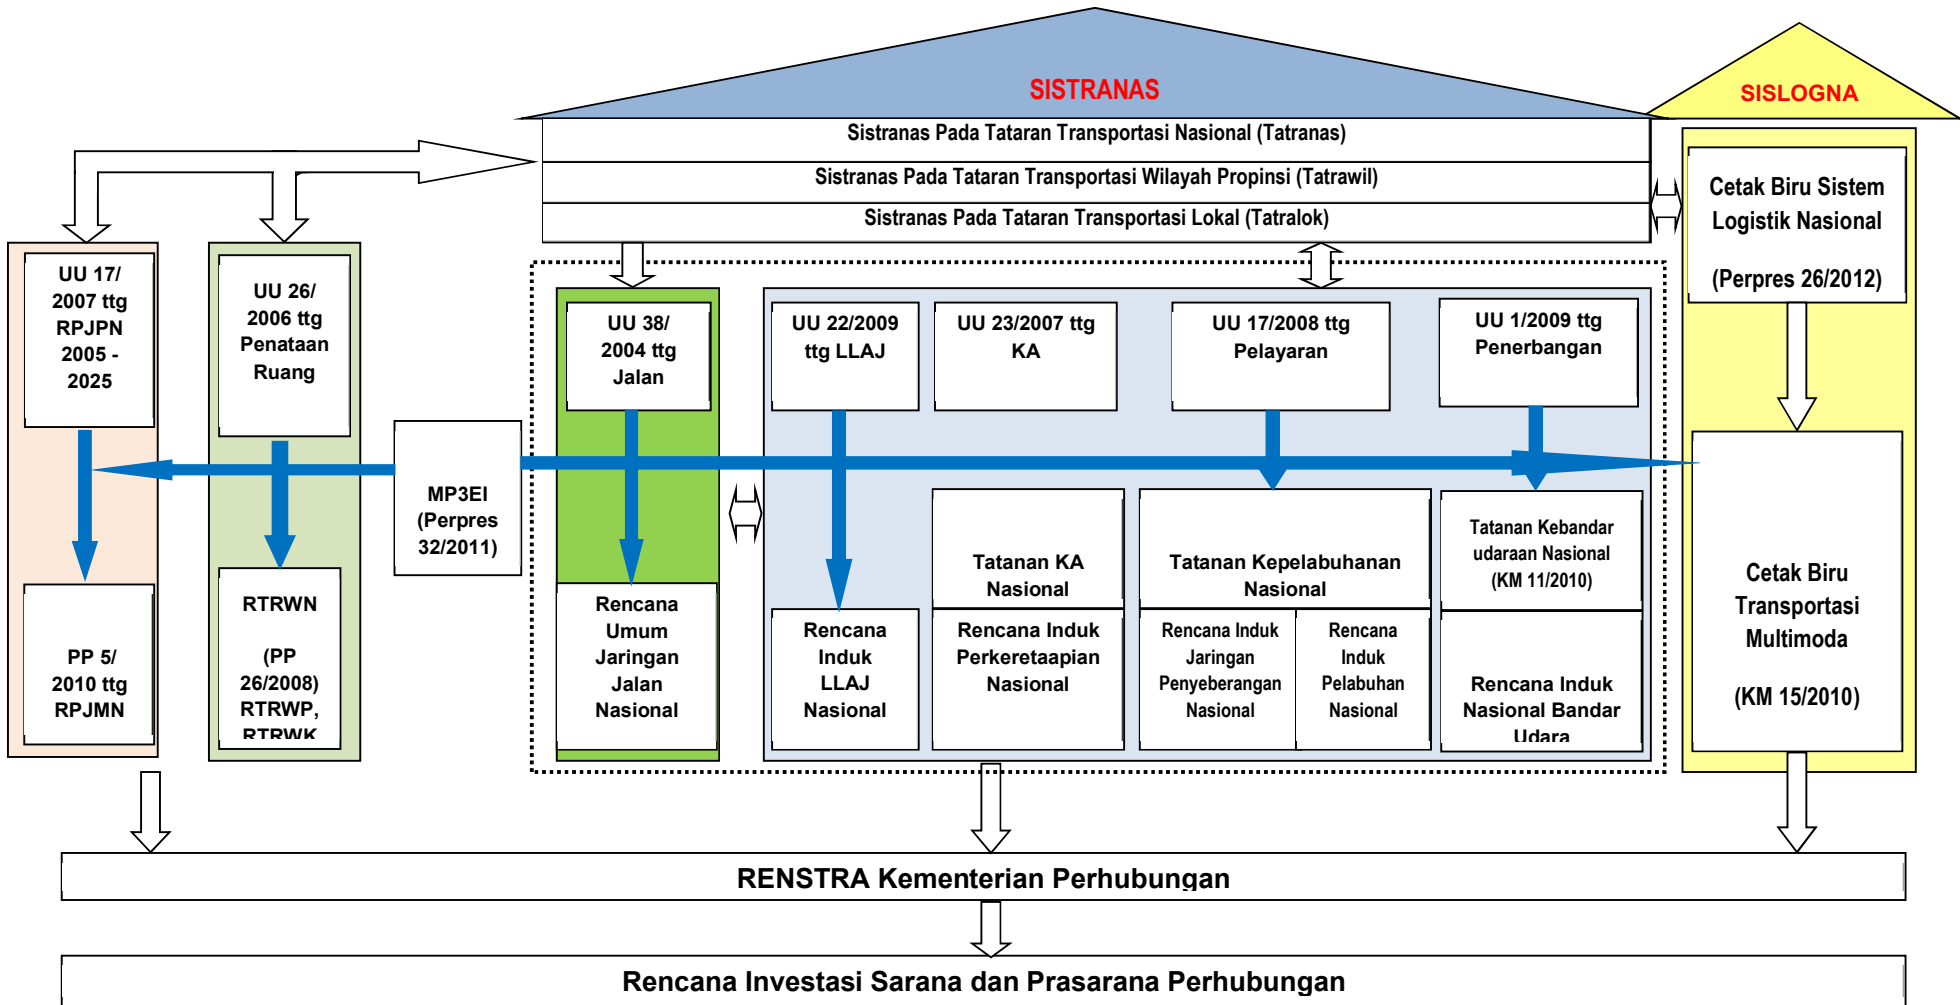 SISTRANAS
SISLOGNA
Sistranas Pada Tataran Transportasi Nasional (Tatranas)
Sistranas Pada Tataran Transportasi Wilayah Propinsi (Tatrawil)
Sistranas Pada Tataran Transportasi Lokal (Tatralok)
Cetak Biru Sistem
Logistik Nasional
(Perpres 26/2012)
UU 17/
2007 ttg
RPJPN
2005 -
2025
UU 26/
2006 ttg
Penataan
Ruang
UU 38/
2004 ttg
Jalan
UU 22/2009
ttg LLAJ
UU 23/2007 ttg
KA
UU 17/2008 ttg
Pelayaran
UU 1/2009 ttg
Penerbangan
MP3EI
(Perpres
32/2011)
Tatanan KA
Nasional
Tatanan Kepelabuhanan
Nasional
Tatanan Kebandar
udaraan Nasional
(KM 11/2010)
Cetak Biru
Transportasi
Multimoda
(KM 15/2010)
PP 5/
2010 ttg
RPJMN
RTRWN
(PP
26/2008)
RTRWP,
RTRWK
Rencana
Umum
Jaringan
Jalan
Nasional
Rencana
Induk
LLAJ
Nasional
Rencana Induk
Perkeretaapian
Nasional
Rencana Induk
Jaringan
Penyeberangan
Nasional
Rencana
Induk
Pelabuhan
Nasional
Rencana Induk
Nasional Bandar
Udara
RENSTRA Kementerian Perhubungan
Rencana Investasi Sarana dan Prasarana Perhubungan